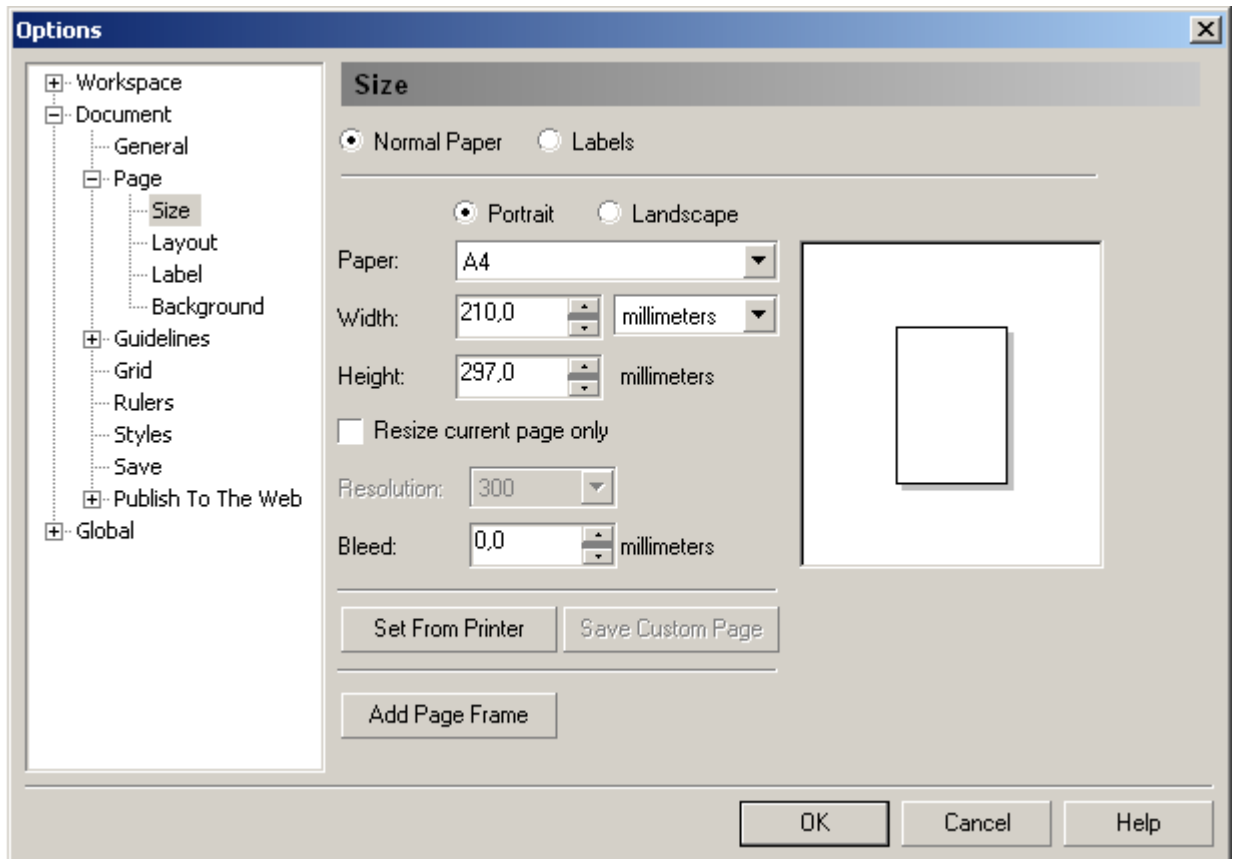 Options
Workspace
Document
General
Page
Size
Layout
Label
Background
Guidelines
Grid
Rulers
Styles
Save
Publish To The Web
Global
Size
Normal Paper Labels
Portrait Landscape
Paper: A4
Width: 210,0 millimeters
Height: 297,0 millimeters
Resize current page only
Resolution: 300
Bleed: 0,0 millimeters
Set From Printer Save Custom Page
Add Page Frame
OK Cancel Help